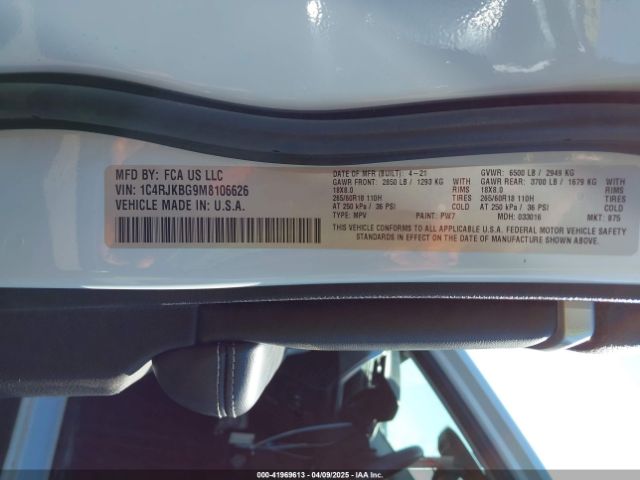 MFD BY: FCA US LLC
VIN: 1C4RJKBG9M8106626
VEHICLE MADE IN: U.S.A.
DATE OF MFR (BUILT): 4-21 GVWR: 6500 LB / 2949 KG
GAWR FRONT: 2850 LB / 1293 KG GAWR REAR: 3700 LB / 1679 KG
18X8.0 RIMS 18X8.0 RIMS
265/60R18 110H TIRES 265/60R18 110H TIRES
AT 250 kPa / 36 PSI COLD AT 250 kPa / 36 PSI COLD
TYPE: MPV PAINT: PW7 MDH: 033016 MKT: 875
THIS VEHICLE CONFORMS TO ALL APPLICABLE U.S.A. FEDERAL MOTOR VEHICLE SAFETY
STANDARDS IN EFFECT ON THE DATE OF MANUFACTURE SHOWN ABOVE.
000-41969613 | 04/09/2025 | IAA Inc.